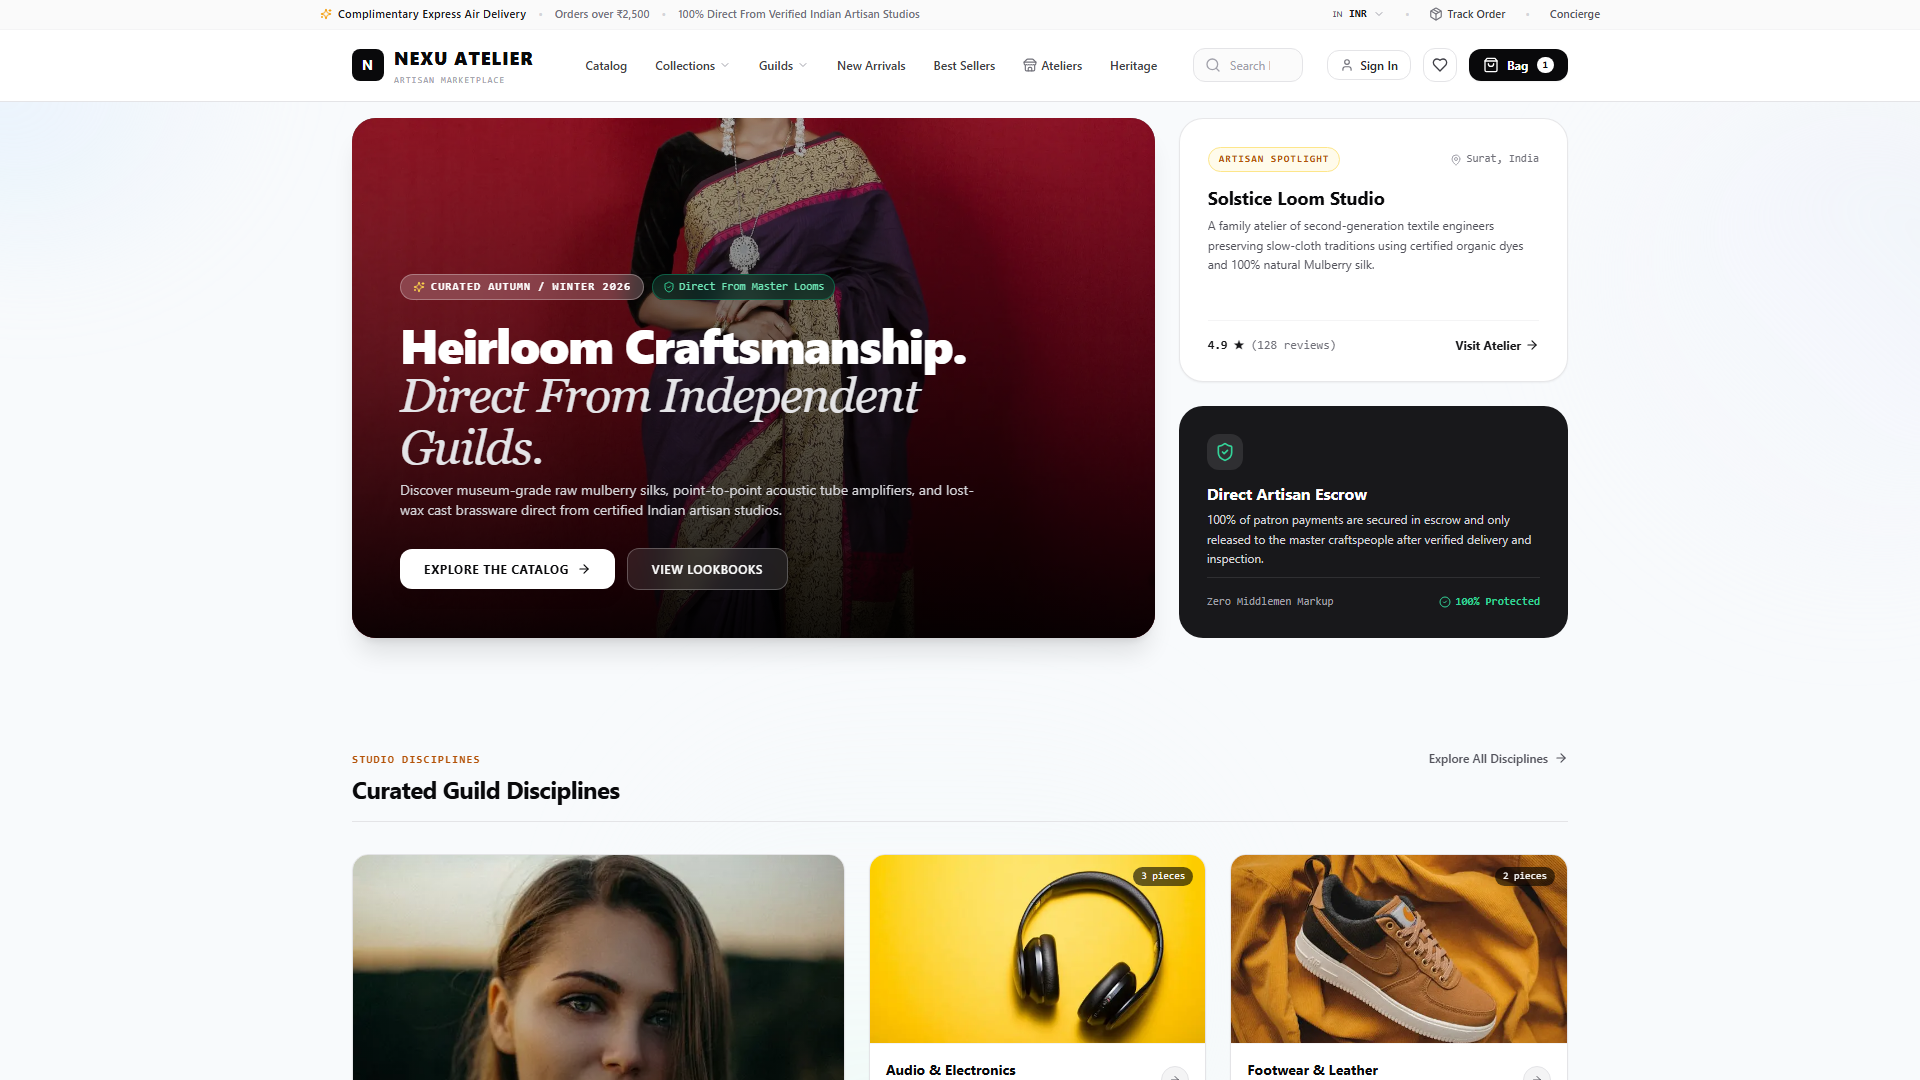 Complimentary Express Air Delivery • Orders over ₹2,500 • 100% Direct From Verified Indian Artisan Studios
IN INR • Track Order • Concierge
N NEXU ATELIER
ARTISAN MARKETPLACE
Catalog Collections Guilds New Arrivals Best Sellers Ateliers Heritage
Search
Sign In
Bag 1
CURATED AUTUMN / WINTER 2026
Direct From Master Looms
Heirloom Craftsmanship.
Direct From Independent
Guilds.
Discover museum-grade raw mulberry silks, point-to-point acoustic tube amplifiers, and lost-
wax cast brassware direct from certified Indian artisan studios.
EXPLORE THE CATALOG →
VIEW LOOKBOOKS
ARTISAN SPOTLIGHT
Surat, India
Solstice Loom Studio
A family atelier of second-generation textile engineers
preserving slow-cloth traditions using certified organic dyes
and 100% natural Mulberry silk.
4.9 ★ (128 reviews)
Visit Atelier →
Direct Artisan Escrow
100% of patron payments are secured in escrow and only
released to the master craftspeople after verified delivery and
inspection.
Zero Middlemen Markup
100% Protected
STUDIO DISCIPLINES
Curated Guild Disciplines
Explore All Disciplines →
3 pieces
Audio & Electronics
2 pieces
Footwear & Leather